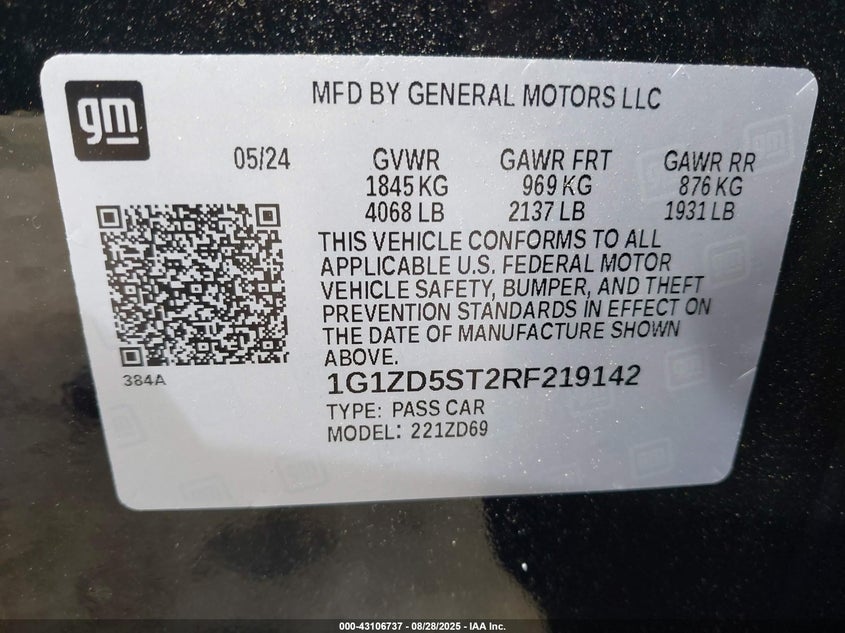 gm
MFD BY GENERAL MOTORS LLC
05/24 GVWR GAWR FRT GAWR RR
1845 KG 969 KG 876 KG
4068 LB 2137 LB 1931 LB
THIS VEHICLE CONFORMS TO ALL
APPLICABLE U.S. FEDERAL MOTOR
VEHICLE SAFETY, BUMPER, AND THEFT
PREVENTION STANDARDS IN EFFECT ON
THE DATE OF MANUFACTURE SHOWN
ABOVE.
384A
1G1ZD5ST2RF219142
TYPE: PASS CAR
MODEL: 221ZD69
000-43106737 - 08/28/2025 - IAA Inc.